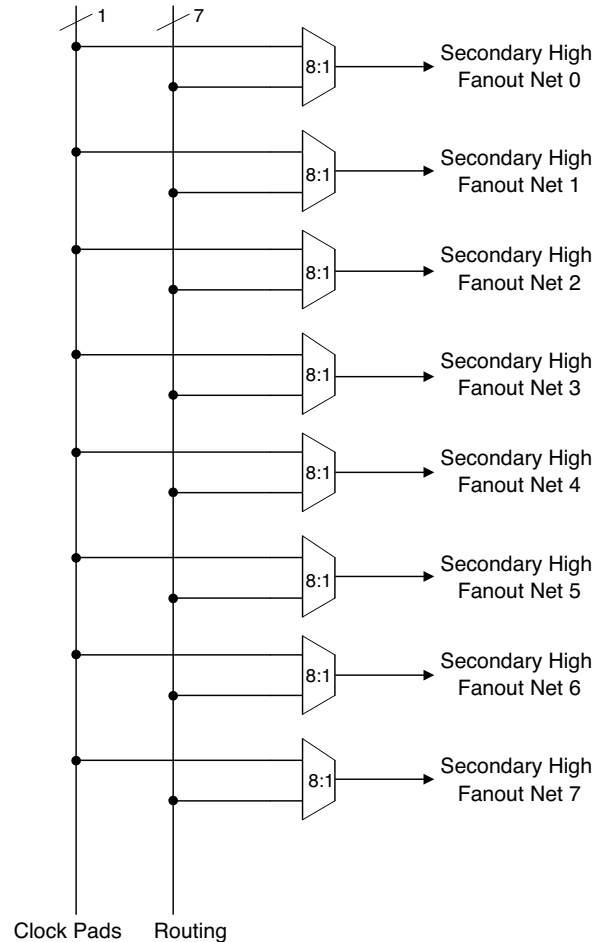 1
7
8:1
Secondary High
Fanout Net 0
8:1
Secondary High
Fanout Net 1
8:1
Secondary High
Fanout Net 2
8:1
Secondary High
Fanout Net 3
8:1
Secondary High
Fanout Net 4
8:1
Secondary High
Fanout Net 5
8:1
Secondary High
Fanout Net 6
8:1
Secondary High
Fanout Net 7
Clock Pads
Routing